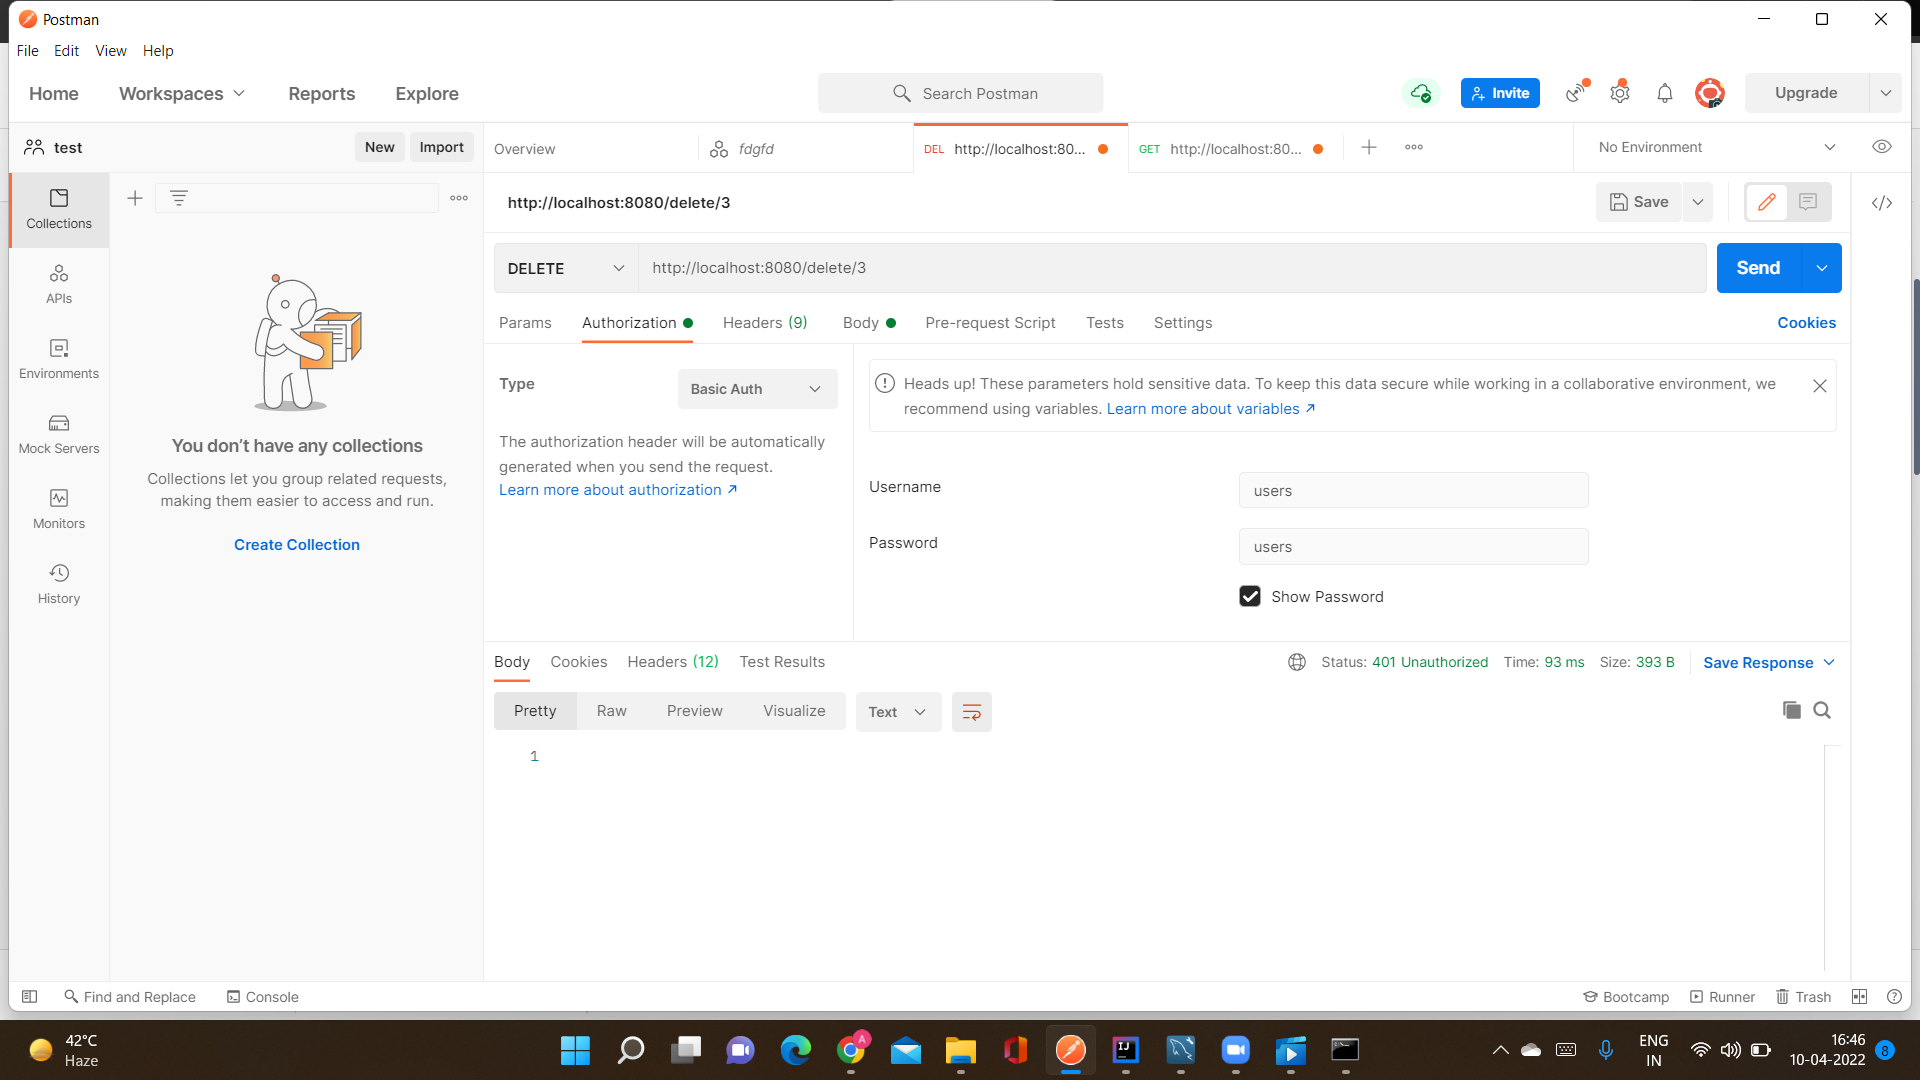 Postman
File Edit View Help
Home Workspaces Reports Explore
Search Postman
Invite
Upgrade
test
New Import
Overview
fdgfd
DEL http://localhost:80...
GET http://localhost:80...
No Environment
Collections
APIs
Environments
Mock Servers
Monitors
History
You don't have any collections
Collections let you group related requests,
making them easier to access and run.
Create Collection
http://localhost:8080/delete/3
Save
DELETE http://localhost:8080/delete/3
Send
Params Authorization Headers (9) Body Pre-request Script Tests Settings
Cookies
Type
Basic Auth
The authorization header will be automatically
generated when you send the request.
Learn more about authorization ↗
Heads up! These parameters hold sensitive data. To keep this data secure while working in a collaborative environment, we
recommend using variables. Learn more about variables ↗
Username users
Password users
Show Password
Body Cookies Headers (12) Test Results
Status: 401 Unauthorized Time: 93 ms Size: 393 B
Save Response
Pretty Raw Preview Visualize
Text
1
Find and Replace
Console
Bootcamp
Runner
Trash
42°C
Haze
A
IJ
ENG
IN
16:46
10-04-2022
8